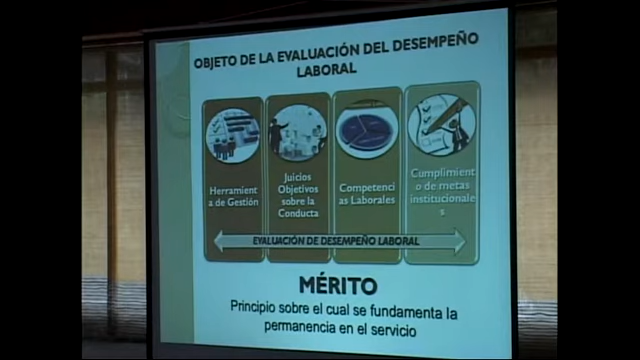 OBJETO DE LA EVALUACIÓN DEL DESEMPEÑO
LABORAL
Herramient
a de Gestión
Juicios
Objetivos
sobre la
Conducta
Competenci
as Laborales
Cumplimient
o de metas
institucionale
s
EVALUACIÓN DE DESEMPEÑO LABORAL
MÉRITO
Principio sobre el cual se fundamenta la
permanencia en el servicio